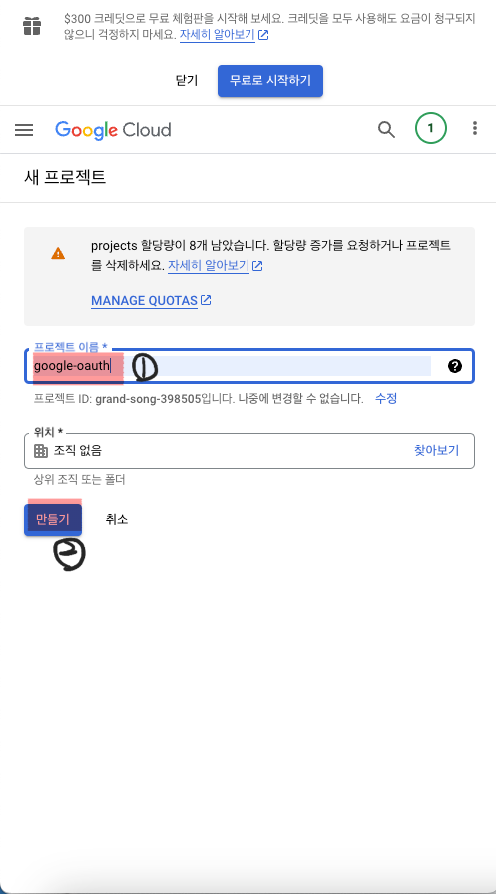 $300 크레딧으로 무료 체험판을 시작해 보세요. 크레딧을 모두 사용해도 요금이 청구되지
않으니 걱정하지 마세요. 자세히 알아보기
닫기 무료로 시작하기
Google Cloud 1
새 프로젝트
projects 할당량이 8개 남았습니다. 할당량 증가를 요청하거나 프로젝트
를 삭제하세요. 자세히 알아보기
MANAGE QUOTAS
프로젝트 이름 *
google-oauth ①
프로젝트 ID: grand-song-398505입니다. 나중에 변경할 수 없습니다. 수정
위치 *
조직 없음 찾아보기
상위 조직 또는 폴더
만들기 취소
②